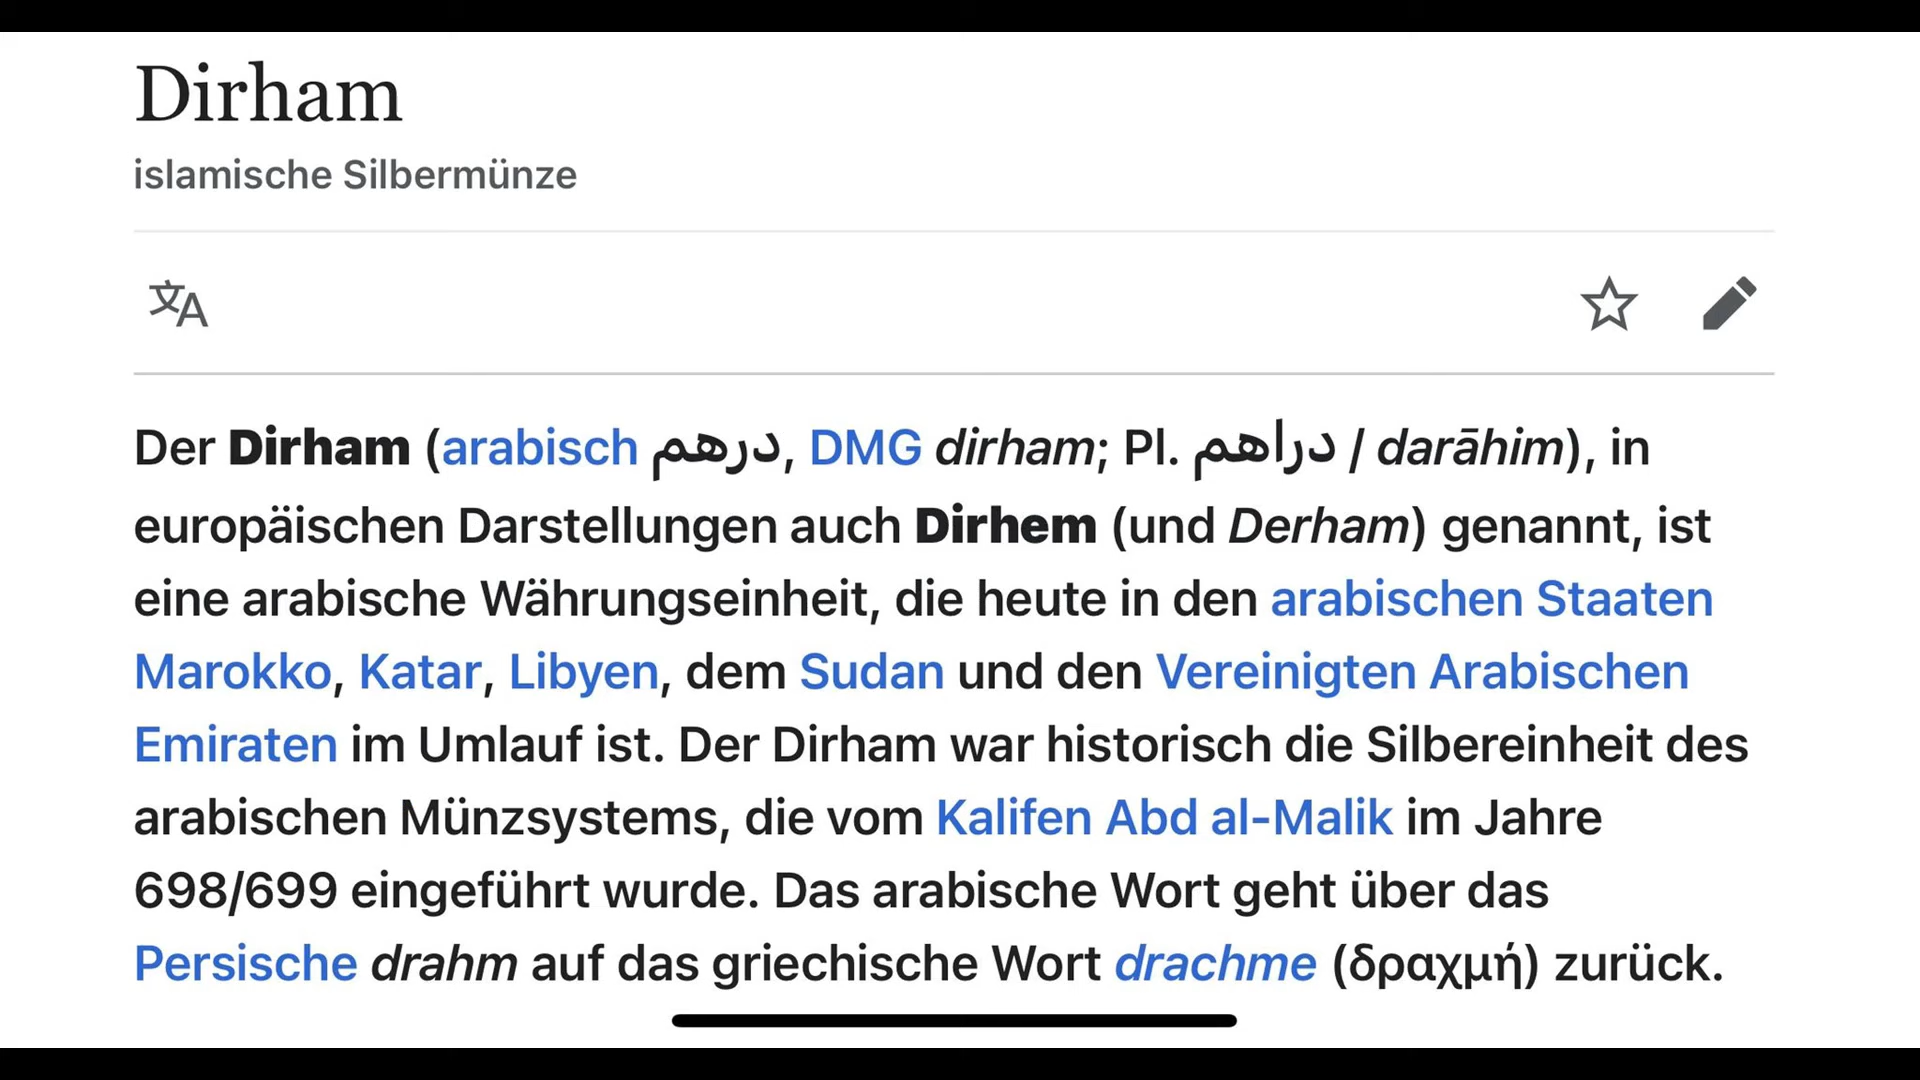 Dirham
islamische Silbermünze
文A
Der Dirham (arabisch درهم, DMG dirham; Pl. دراهم / darāhim), in
europäischen Darstellungen auch Dirhem (und Derham) genannt, ist
eine arabische Währungseinheit, die heute in den arabischen Staaten
Marokko, Katar, Libyen, dem Sudan und den Vereinigten Arabischen
Emiraten im Umlauf ist. Der Dirham war historisch die Silbereinheit des
arabischen Münzsystems, die vom Kalifen Abd al-Malik im Jahre
698/699 eingeführt wurde. Das arabische Wort geht über das
Persische drahm auf das griechische Wort drachme (δραχμή) zurück.